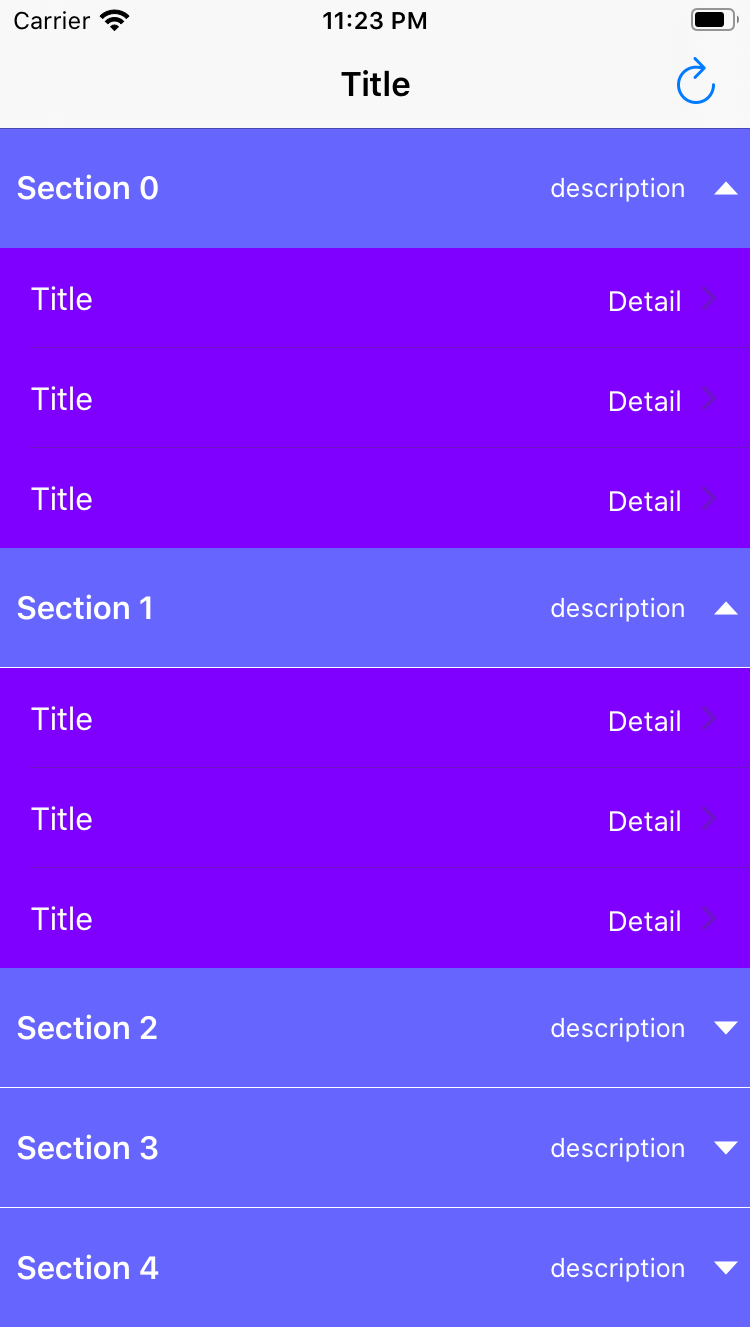 Carrier 11:23 PM
Title
Section 0 description
Title Detail
Title Detail
Title Detail
Section 1 description
Title Detail
Title Detail
Title Detail
Section 2 description
Section 3 description
Section 4 description